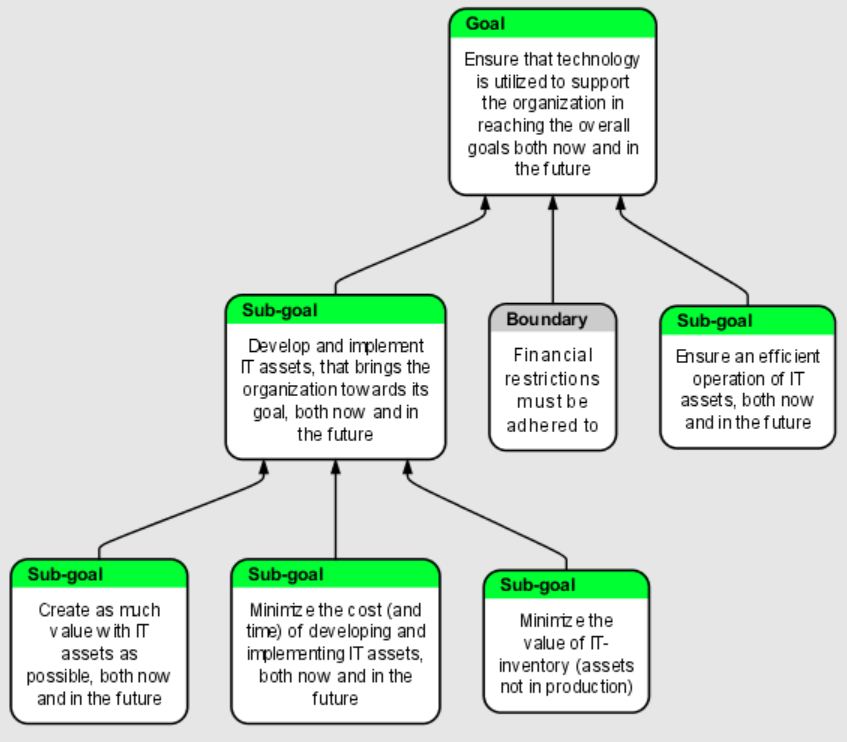 Goal
Ensure that technology
is utilized to support
the organization in
reaching the overall
goals both now and in
the future
Sub-goal
Develop and implement
IT assets, that brings the
organization towards its
goal, both now and in
the future
Boundary
Financial
restrictions
must be
adhered to
Sub-goal
Ensure an efficient
operation of IT
assets, both now
and in the future
Sub-goal
Create as much
value with IT
assets as
possible, both now
and in the future
Sub-goal
Minimize the cost (and
time) of developing and
implementing IT assets,
both now and in the
future
Sub-goal
Minimize the
value of IT-
inventory (assets
not in production)